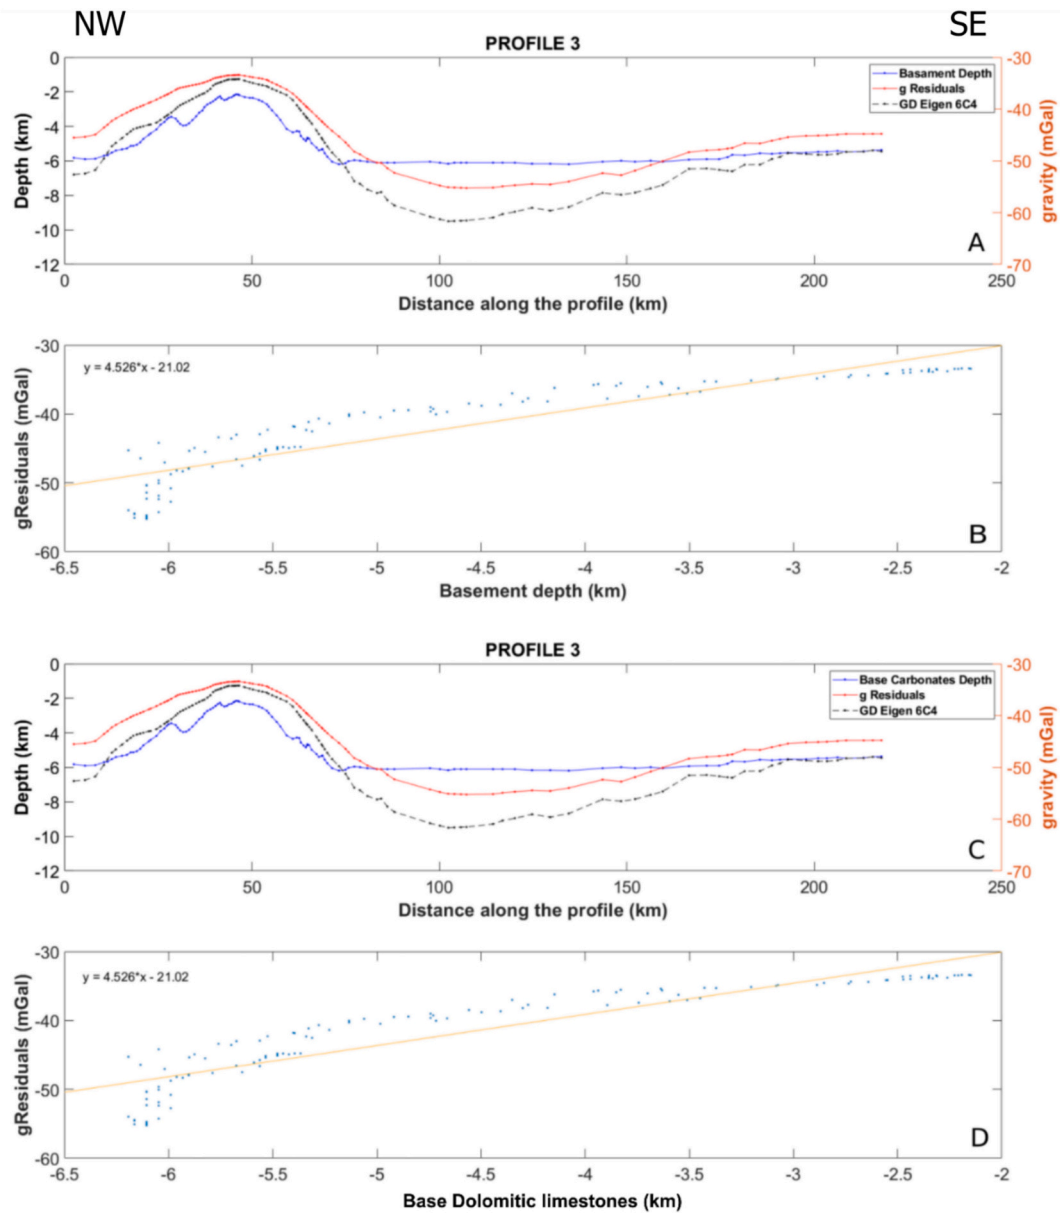 NW SE
PROFILE 3
0 -30
Basament Depth
-2 g Residuals
GD Eigen 6C4 -40
-4
-6 -50
-8
-60
-10
A
-12 -70
0 50 100 150 200 250
Depth (km)
gravity (mGal)
Distance along the profile (km)
-30
y = 4.526*x - 21.02
-40
-50
B
-60
-6.5 -6 -5.5 -5 -4.5 -4 -3.5 -3 -2.5 -2
gResiduals (mGal)
Basement depth (km)
PROFILE 3
0 -30
Base Carbonates Depth
-2 g Residuals
GD Eigen 6C4 -40
-4
-6 -50
-8
-60
-10
C
-12 -70
0 50 100 150 200 250
Depth (km)
gravity (mGal)
Distance along the profile (km)
-30
y = 4.526*x - 21.02
-40
-50
D
-60
-6.5 -6 -5.5 -5 -4.5 -4 -3.5 -3 -2.5 -2
gResiduals (mGal)
Base Dolomitic limestones (km)